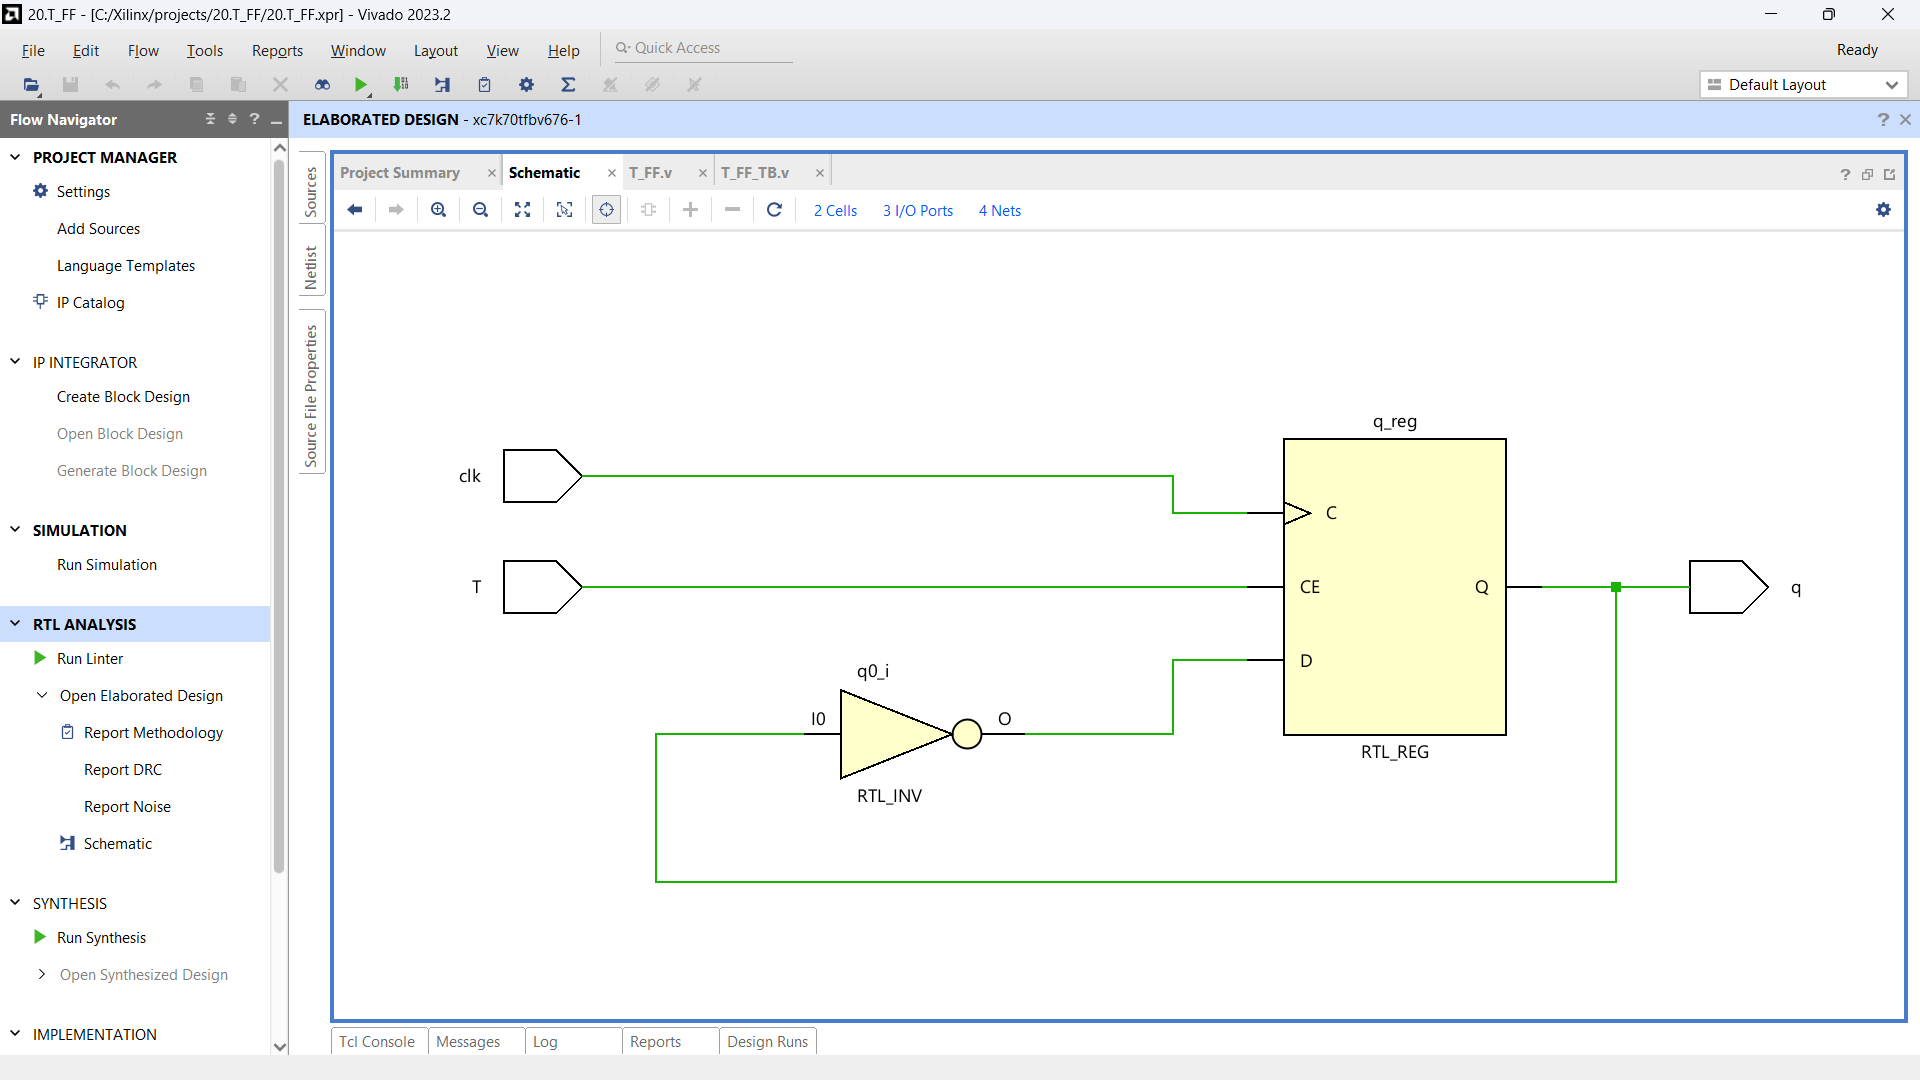 20.T_FF - [C:/Xilinx/projects/20.T_FF/20.T_FF.xpr] - Vivado 2023.2
File Edit Flow Tools Reports Window Layout View Help Quick Access
Ready
Default Layout
Flow Navigator
ELABORATED DESIGN - xc7k70tfbv676-1
PROJECT MANAGER
Settings
Add Sources
Language Templates
IP Catalog
IP INTEGRATOR
Create Block Design
Open Block Design
Generate Block Design
SIMULATION
Run Simulation
RTL ANALYSIS
Run Linter
Open Elaborated Design
Report Methodology
Report DRC
Report Noise
Schematic
SYNTHESIS
Run Synthesis
Open Synthesized Design
IMPLEMENTATION
Sources
Netlist
Source File Properties
Project Summary Schematic T_FF.v T_FF_TB.v
2 Cells 3 I/O Ports 4 Nets
q_reg
clk
C
T
CE
Q
q
D
q0_i
I0
O
RTL_REG
RTL_INV
Tcl Console Messages Log Reports Design Runs